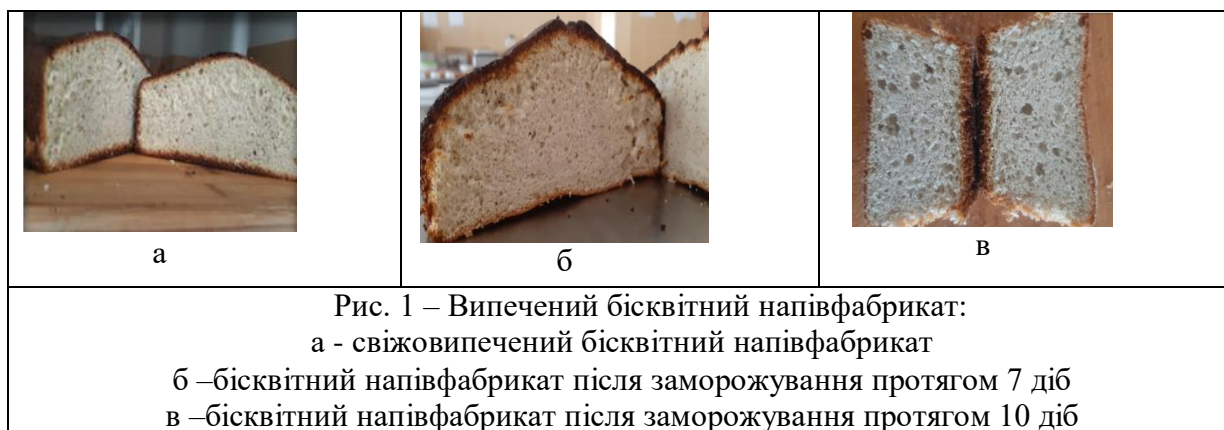 а
б
в
Рис. 1 – Випечений бісквітний напівфабрикат:
а - свіжовипечений бісквітний напівфабрикат
б –бісквітний напівфабрикат після заморожування протягом 7 діб
в –бісквітний напівфабрикат після заморожування протягом 10 діб